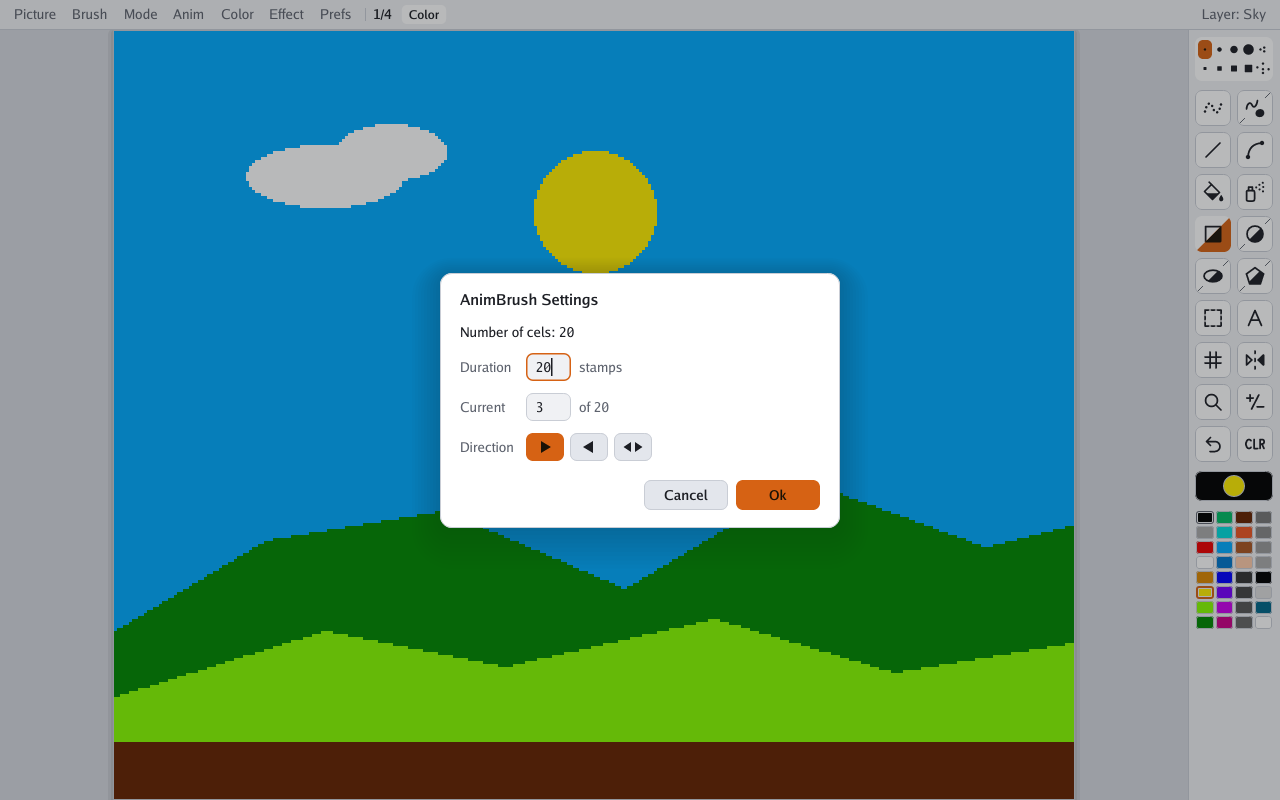 Picture Brush Mode Anim Color Effect Prefs 1/4 Color Layer: Sky
AnimBrush Settings
Number of cels: 20
Duration 20 stamps
Current 3 of 20
Direction
Cancel Ok
A
CLR